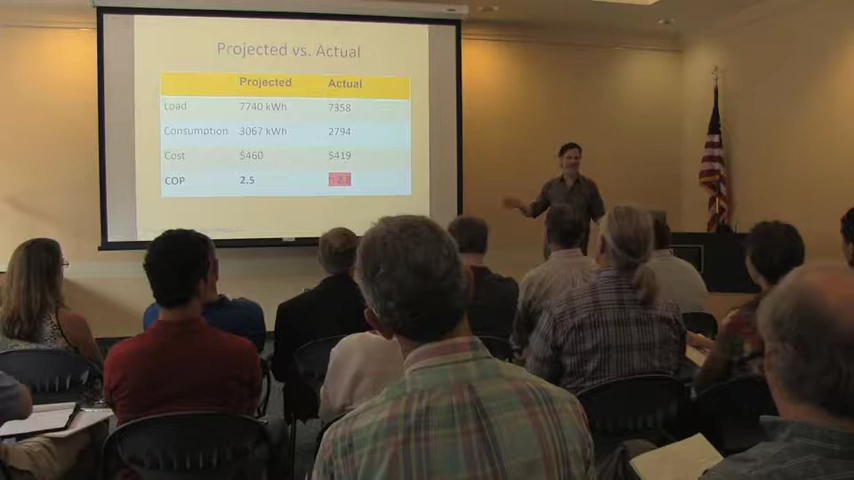 Projected vs. Actual
Projected Actual
Load 7740 kWh 7358
Consumption 3067 kWh 2794
Cost $460 $419
COP 2.5